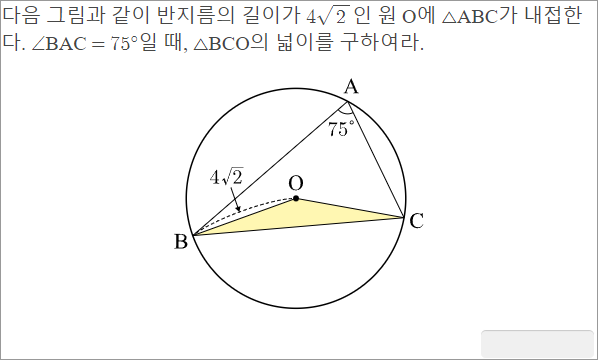 다음 그림과 같이 반지름의 길이가 4√2 인 원 O에 △ABC가 내접한
다. ∠BAC = 75°일 때, △BCO의 넓이를 구하여라.
A
75°
4√2
O
C
B